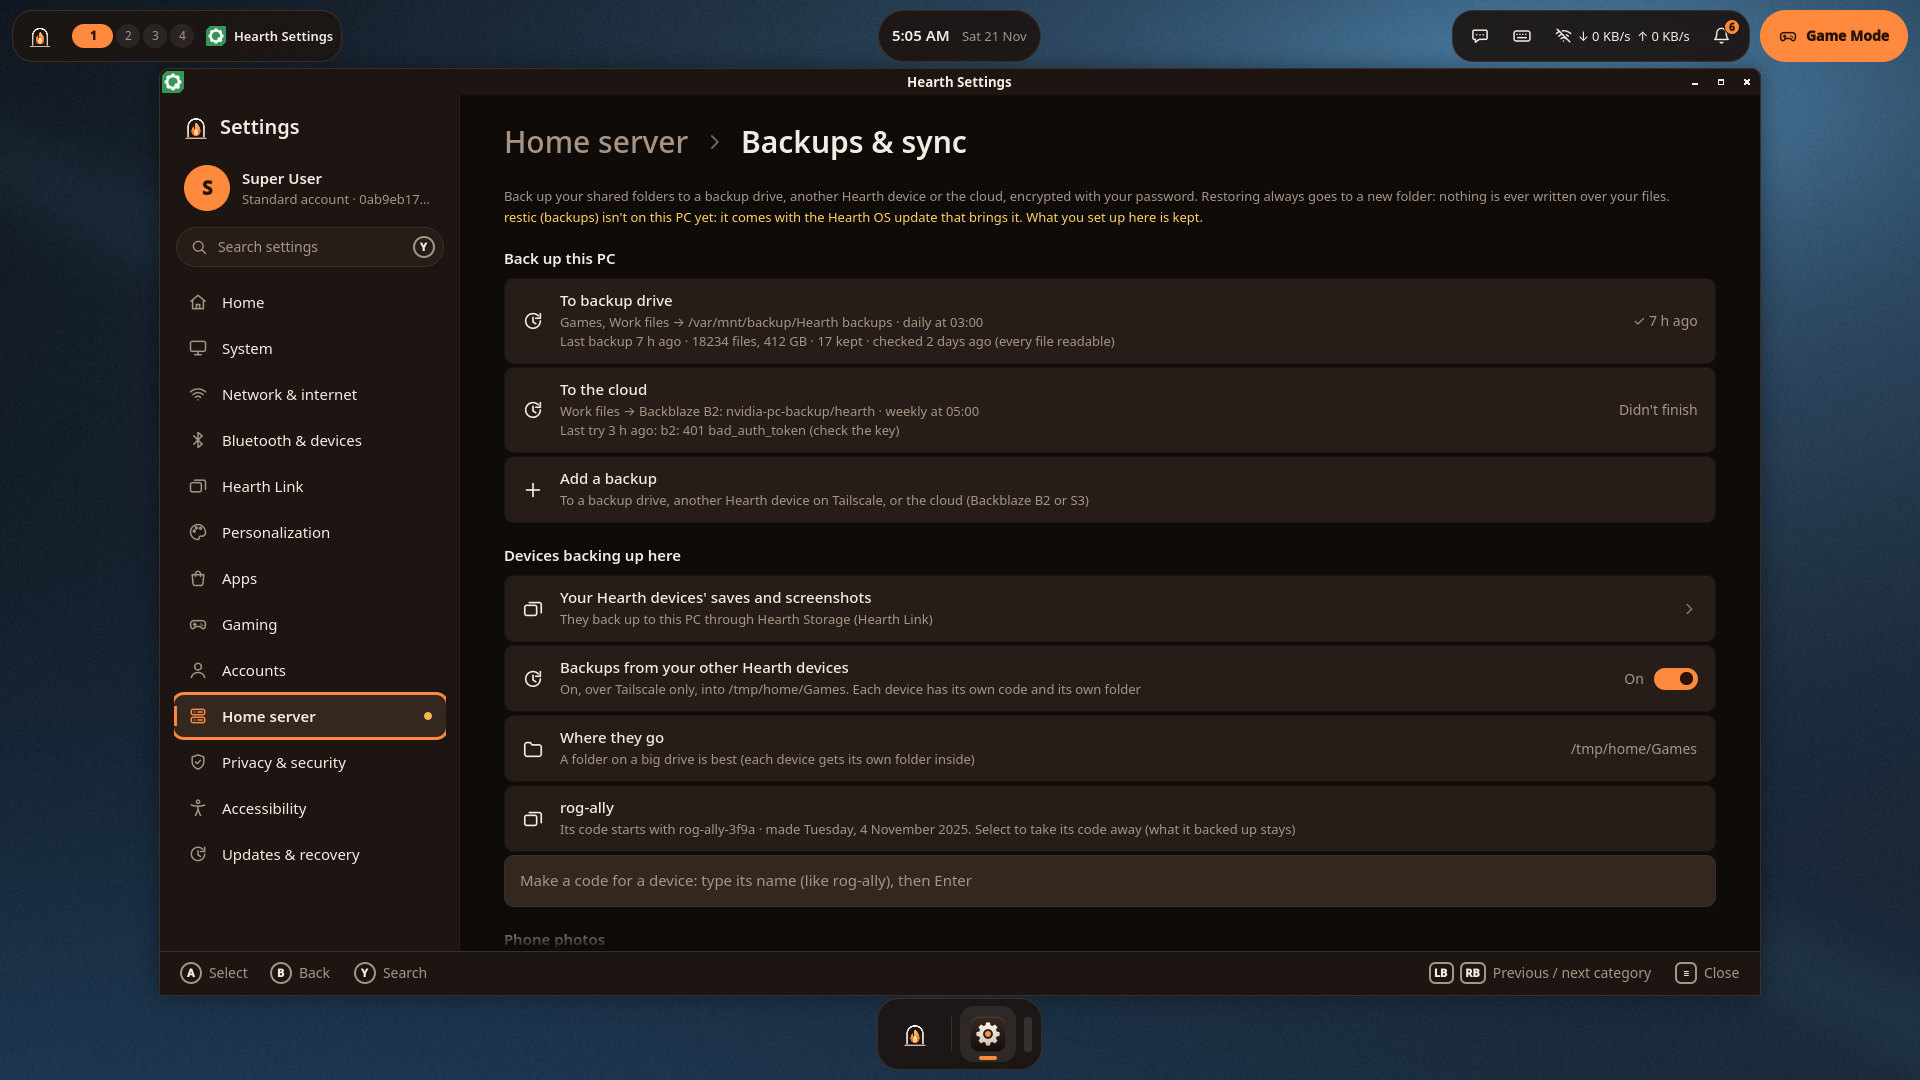 1 2 3 4 Hearth Settings
5:05 AM Sat 21 Nov
↓ 0 KB/s ↑ 0 KB/s
6
Game Mode
Hearth Settings
Settings
S
Super User
Standard account · 0ab9eb17...
Search settings
Y
Home
System
Network & internet
Bluetooth & devices
Hearth Link
Personalization
Apps
Gaming
Accounts
Home server
Privacy & security
Accessibility
Updates & recovery
Home server > Backups & sync
Back up your shared folders to a backup drive, another Hearth device or the cloud, encrypted with your password. Restoring always goes to a new folder: nothing is ever written over your files.
restic (backups) isn't on this PC yet: it comes with the Hearth OS update that brings it. What you set up here is kept.
Back up this PC
To backup drive
Games, Work files → /var/mnt/backup/Hearth backups · daily at 03:00
Last backup 7 h ago · 18234 files, 412 GB · 17 kept · checked 2 days ago (every file readable)
✓ 7 h ago
To the cloud
Work files → Backblaze B2: nvidia-pc-backup/hearth · weekly at 05:00
Last try 3 h ago: b2: 401 bad_auth_token (check the key)
Didn't finish
Add a backup
To a backup drive, another Hearth device on Tailscale, or the cloud (Backblaze B2 or S3)
Devices backing up here
Your Hearth devices' saves and screenshots
They back up to this PC through Hearth Storage (Hearth Link)
Backups from your other Hearth devices
On, over Tailscale only, into /tmp/home/Games. Each device has its own code and its own folder
On
Where they go
A folder on a big drive is best (each device gets its own folder inside)
/tmp/home/Games
rog-ally
Its code starts with rog-ally-3f9a · made Tuesday, 4 November 2025. Select to take its code away (what it backed up stays)
Make a code for a device: type its name (like rog-ally), then Enter
Phone photos
A Select B Back Y Search
LB RB Previous / next category ≡ Close